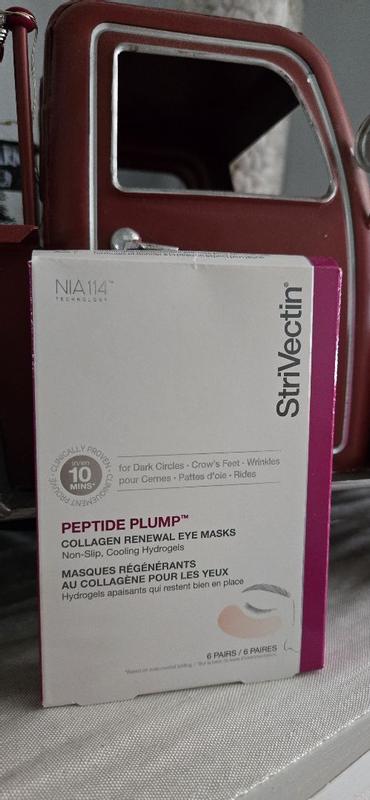 NIA114™
TECHNOLOGY
StriVectin®
CLINICALLY PROVEN
in/en
10
MINS*
CLINIQUEMENT PROUVÉ
for Dark Circles • Crow's Feet • Wrinkles
pour Cernes • Pattes d'oie • Rides
PEPTIDE PLUMP™
COLLAGEN RENEWAL EYE MASKS
Non-Slip, Cooling Hydrogels
MASQUES RÉGÉNÉRANTS
AU COLLAGÈNE POUR LES YEUX
Hydrogels apaisants qui restent bien en place
6 PAIRS / 6 PAIRES